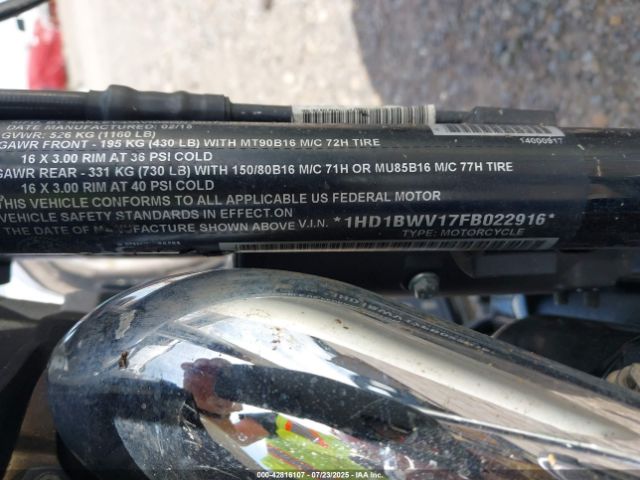 DATE MANUFACTURED: 02/15
GVWR: 526 KG (1160 LB)
GAWR FRONT - 195 KG (430 LB) WITH MT90B16 M/C 72H TIRE
16 X 3.00 RIM AT 36 PSI COLD
GAWR REAR - 331 KG (730 LB) WITH 150/80B16 M/C 71H OR MU85B16 M/C 77H TIRE
16 X 3.00 RIM AT 40 PSI COLD
THIS VEHICLE CONFORMS TO ALL APPLICABLE US FEDERAL MOTOR
VEHICLE SAFETY STANDARDS IN EFFECT ON
THE DATE OF MANUFACTURE SHOWN ABOVE V.I.N. *1HD1BWV17FB022916*
TYPE: MOTORCYCLE
14000917
000-42816107 - 07/23/2025 - COPYRIGHT IAA, LLC